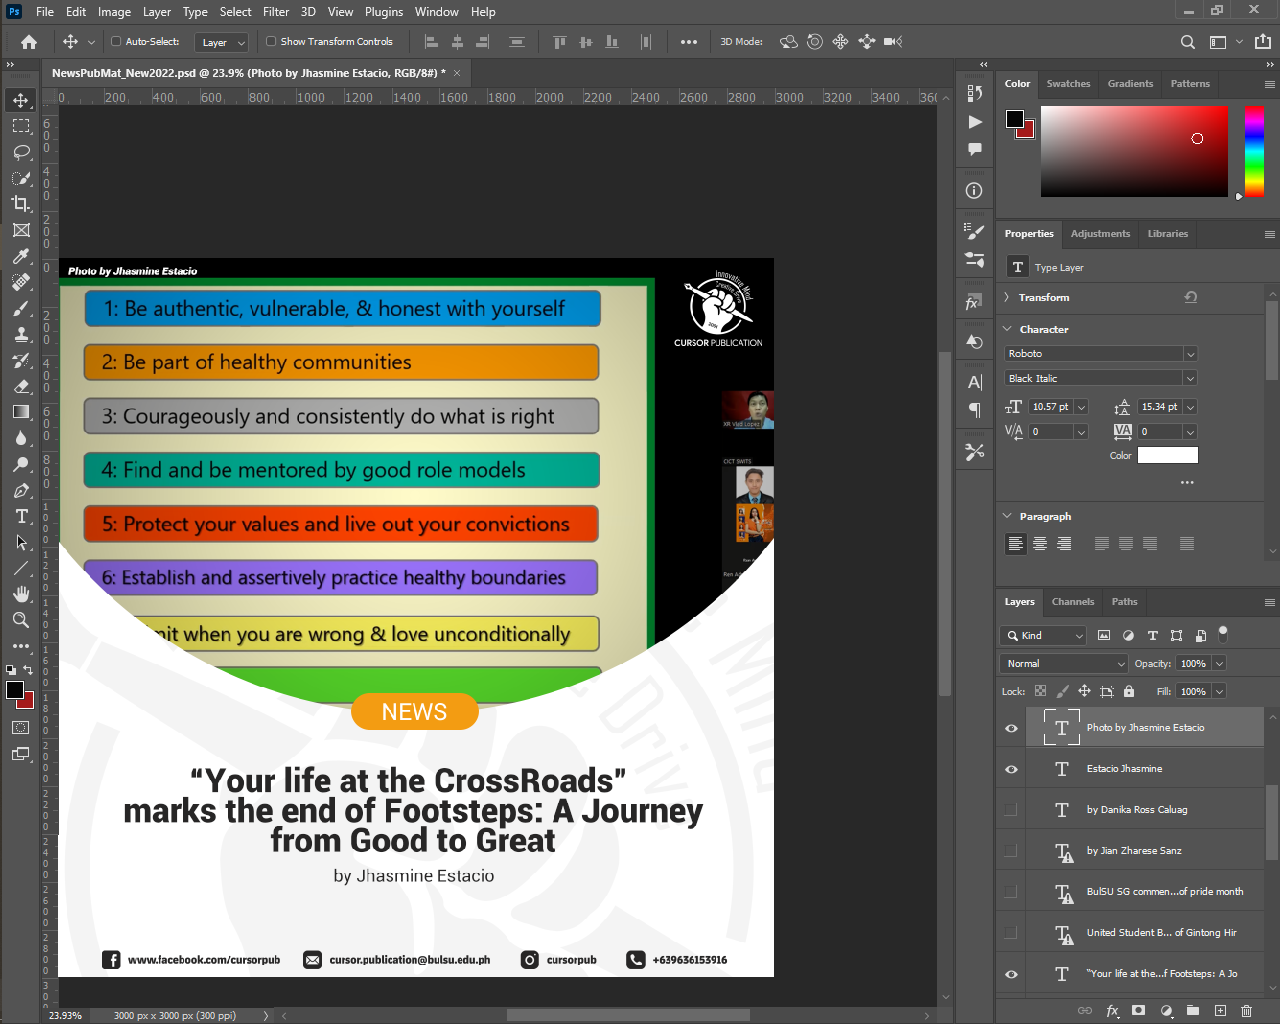 Ps File Edit Image Layer Type Select Filter 3D View Plugins Window Help
Auto-Select: Layer Show Transform Controls 3D Mode:
NewsPubMat_New2022.psd @ 23.9% (Photo by Jhasmine Estacio, RGB/8#) *
0 200 400 600 800 1000 1200 1400 1600 1800 2000 2200 2400 2600 2800 3000 3200 3400
Photo by Jhasmine Estacio
1: Be authentic, vulnerable, & honest with yourself
2: Be part of healthy communities
3: Courageously and consistently do what is right
4: Find and be mentored by good role models
5: Protect your values and live out your convictions
6: Establish and assertively practice healthy boundaries
when you are wrong & love unconditionally
Innovative Mind
Creative Drive
CURSOR PUBLICATION
XR Vlad Lopez
CICT SWITS
NEWS
“Your life at the CrossRoads”
marks the end of Footsteps: A Journey
from Good to Great
by Jhasmine Estacio
www.facebook.com/cursorpub
cursor.publication@bulsu.edu.ph
cursorpub
+639636153916
23.93% 3000 px x 3000 px (300 ppi)
Color Swatches Gradients Patterns
Properties Adjustments Libraries
T Type Layer
Transform
Character
Roboto
Black Italic
10.57 pt 15.34 pt
0 0
Color
Paragraph
Layers Channels Paths
Kind
Normal Opacity: 100%
Lock: Fill: 100%
Photo by Jhasmine Estacio
Estacio Jhasmine
by Danika Ross Caluag
by Jian Zharese Sanz
BulSU SG commen...of pride month
United Student B... of Gintong Hir
“Your life at the...f Footsteps: A Jo